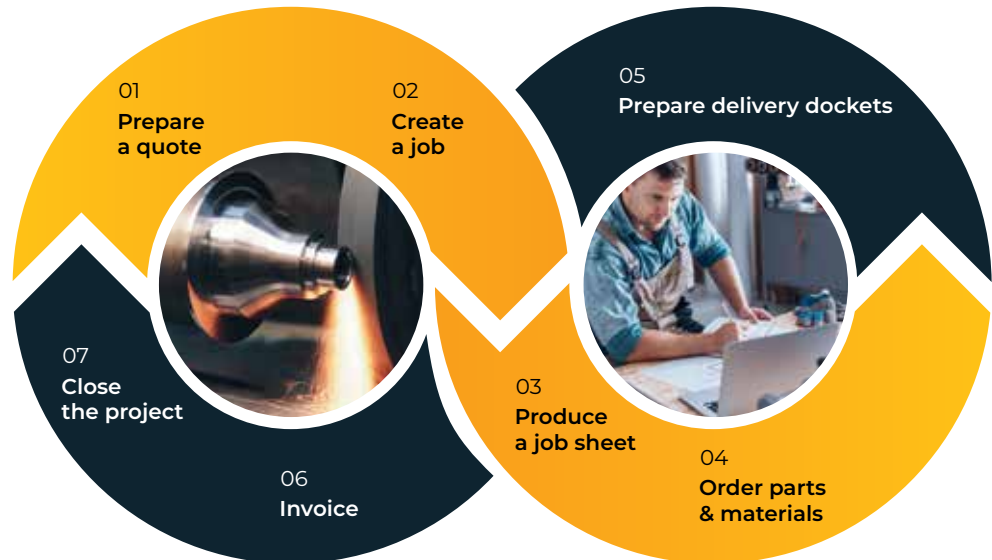 01
Prepare
a quote
02
Create
a job
03
Produce
a job sheet
04
Order parts
& materials
05
Prepare delivery dockets
06
Invoice
07
Close
the project